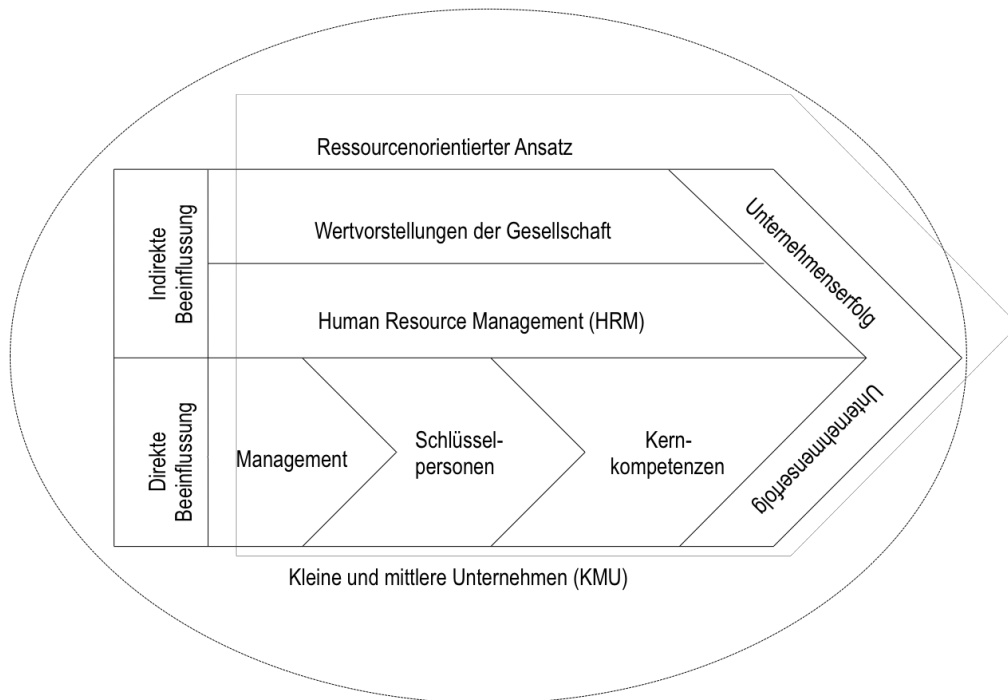 Ressourcenorientierter Ansatz
Indirekte
Beeinflussung
Wertvorstellungen der Gesellschaft
Human Resource Management (HRM)
Unternehmenserfolg
Direkte
Beeinflussung
Management
Schlüssel-
personen
Kern-
kompetenzen
Unternehmenserfolg
Kleine und mittlere Unternehmen (KMU)